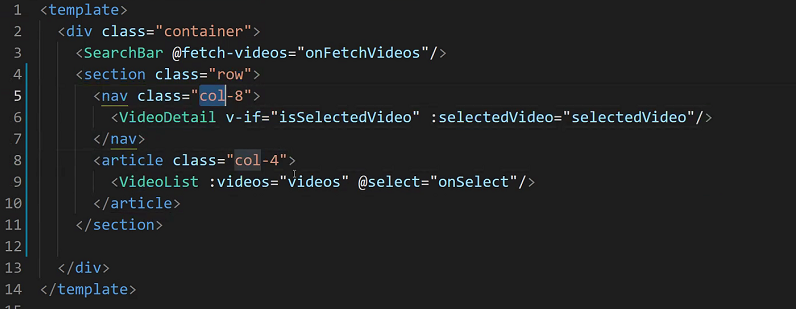 1 <template>
2 <div class="container">
3 <SearchBar @fetch-videos="onFetchVideos"/>
4 <section class="row">
5 <nav class="col-8">
6 <VideoDetail v-if="isSelectedVideo" :selectedVideo="selectedVideo"/>
7 </nav>
8 <article class="col-4">
9 <VideoList :videos="videos" @select="onSelect"/>
10 </article>
11 </section>
12
13 </div>
14 </template>
15